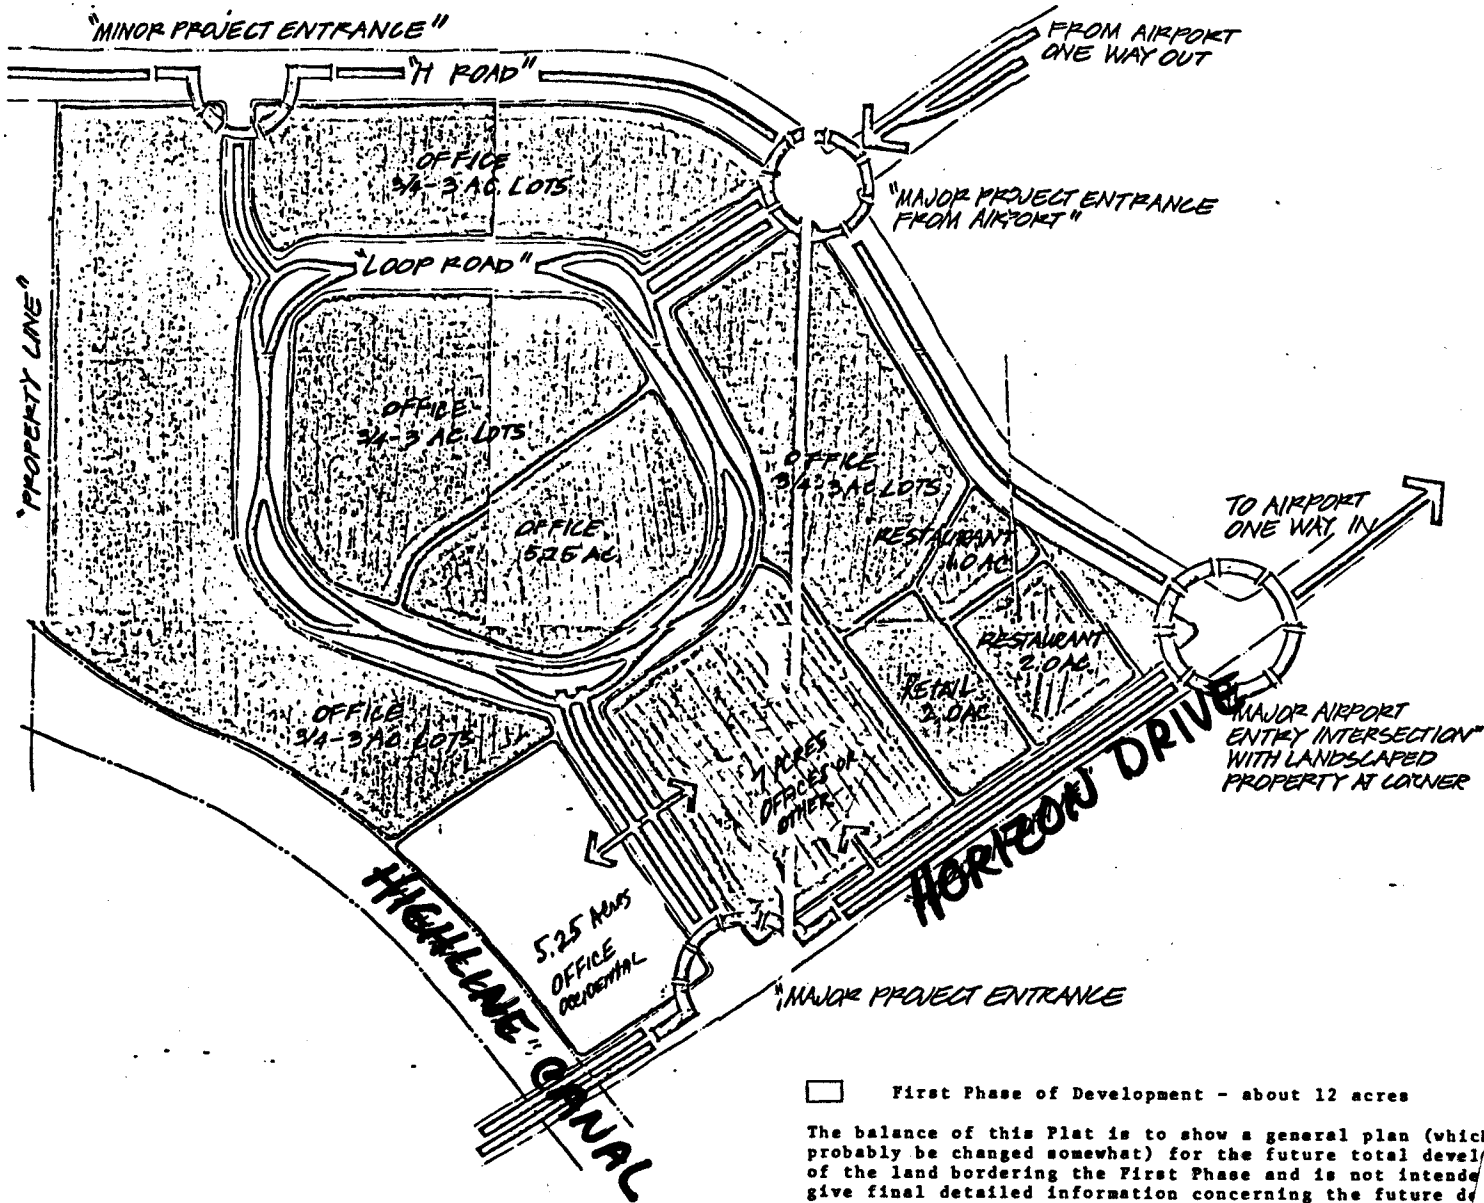 "MINOR PROJECT ENTRANCE"
FROM AIRPORT
ONE WAY OUT
"H ROAD"
OFFICE
3/4-3 AC. LOTS
"MAJOR PROJECT ENTRANCE
FROM AIRPORT"
"LOOP ROAD"
"PROPERTY LINE"
OFFICE
3/4-3 AC. LOTS
OFFICE
3/4-3 AC. LOTS
OFFICE
5.25 AC.
RESTAURANT
1.0 AC.
TO AIRPORT
ONE WAY IN
RESTAURANT
2.0 AC.
RETAIL
2.0 AC.
OFFICE
3/4-3 AC. LOTS
"MAJOR AIRPORT
ENTRY INTERSECTION"
WITH LANDSCAPED
PROPERTY AT CORNER
7 ACRES
OFFICES OR
OTHER
HORIZON DRIVE
HIGHLINE CANAL
5.25 Acres
OFFICE
OCCIDENTAL
"MAJOR PROJECT ENTRANCE
First Phase of Development - about 12 acres
The balance of this Plat is to show a general plan (which
probably be changed somewhat) for the future total devel
of the land bordering the First Phase and is not intende
give final detailed information concerning the future d